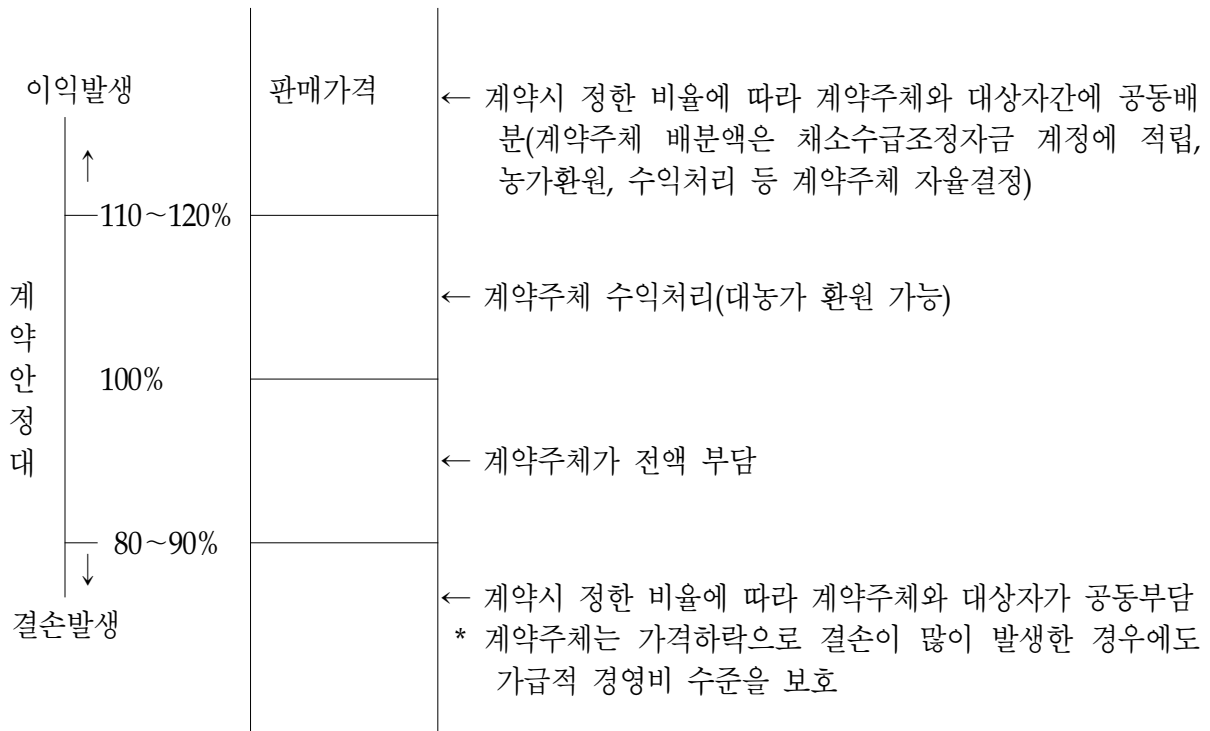 이익발생
판매가격
← 계약시 정한 비율에 따라 계약주체와 대상자간에 공동배
분(계약주체 배분액은 채소수급조정자금 계정에 적립,
농가환원, 수익처리 등 계약주체 자율결정)
↑
110∼120%
← 계약주체 수익처리(대농가 환원 가능)
계
약
안
정
대
100%
← 계약주체가 전액 부담
80∼90%
↓
결손발생
← 계약시 정한 비율에 따라 계약주체와 대상자가 공동부담
* 계약주체는 가격하락으로 결손이 많이 발생한 경우에도
가급적 경영비 수준을 보호